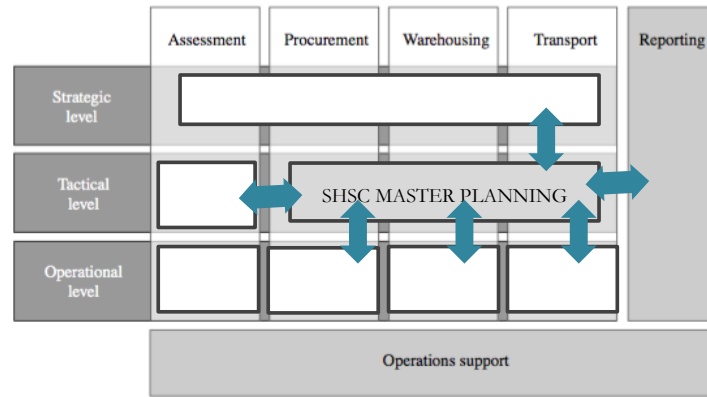 Assessment
Procurement
Warehousing
Transport
Reporting
Strategic
level
Tactical
level
SHSC MASTER PLANNING
Operational
level
Operations support